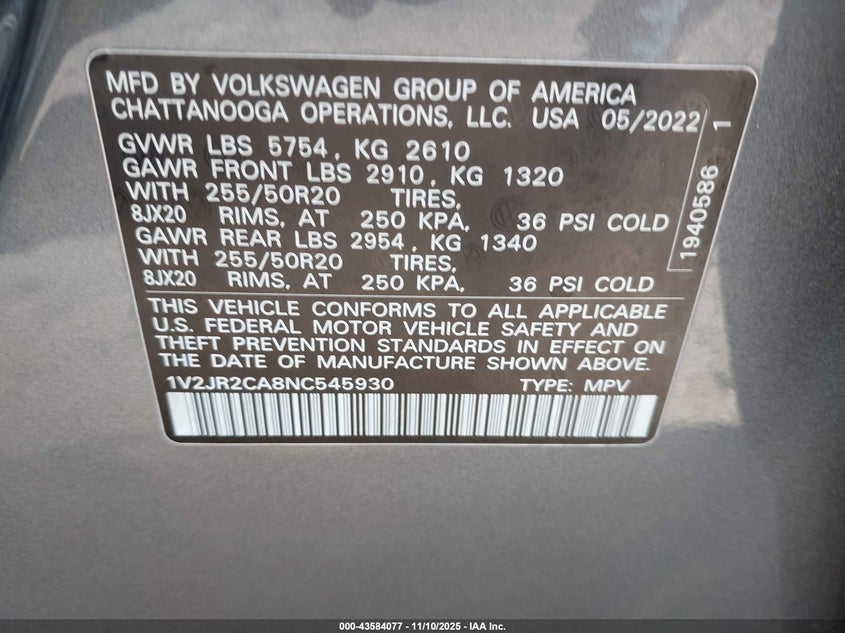 MFD BY VOLKSWAGEN GROUP OF AMERICA
CHATTANOOGA OPERATIONS, LLC. USA 05/2022
GVWR LBS 5754, KG 2610
GAWR FRONT LBS 2910, KG 1320
WITH 255/50R20 TIRES,
8JX20 RIMS, AT 250 KPA, 36 PSI COLD
GAWR REAR LBS 2954, KG 1340
WITH 255/50R20 TIRES,
8JX20 RIMS, AT 250 KPA, 36 PSI COLD
1940586 1
THIS VEHICLE CONFORMS TO ALL APPLICABLE
U.S. FEDERAL MOTOR VEHICLE SAFETY AND
THEFT PREVENTION STANDARDS IN EFFECT ON
THE DATE OF MANUFACTURE SHOWN ABOVE.
1V2JR2CA8NC545930 TYPE: MPV
000-43584077 - 11/10/2025 - IAA Inc.